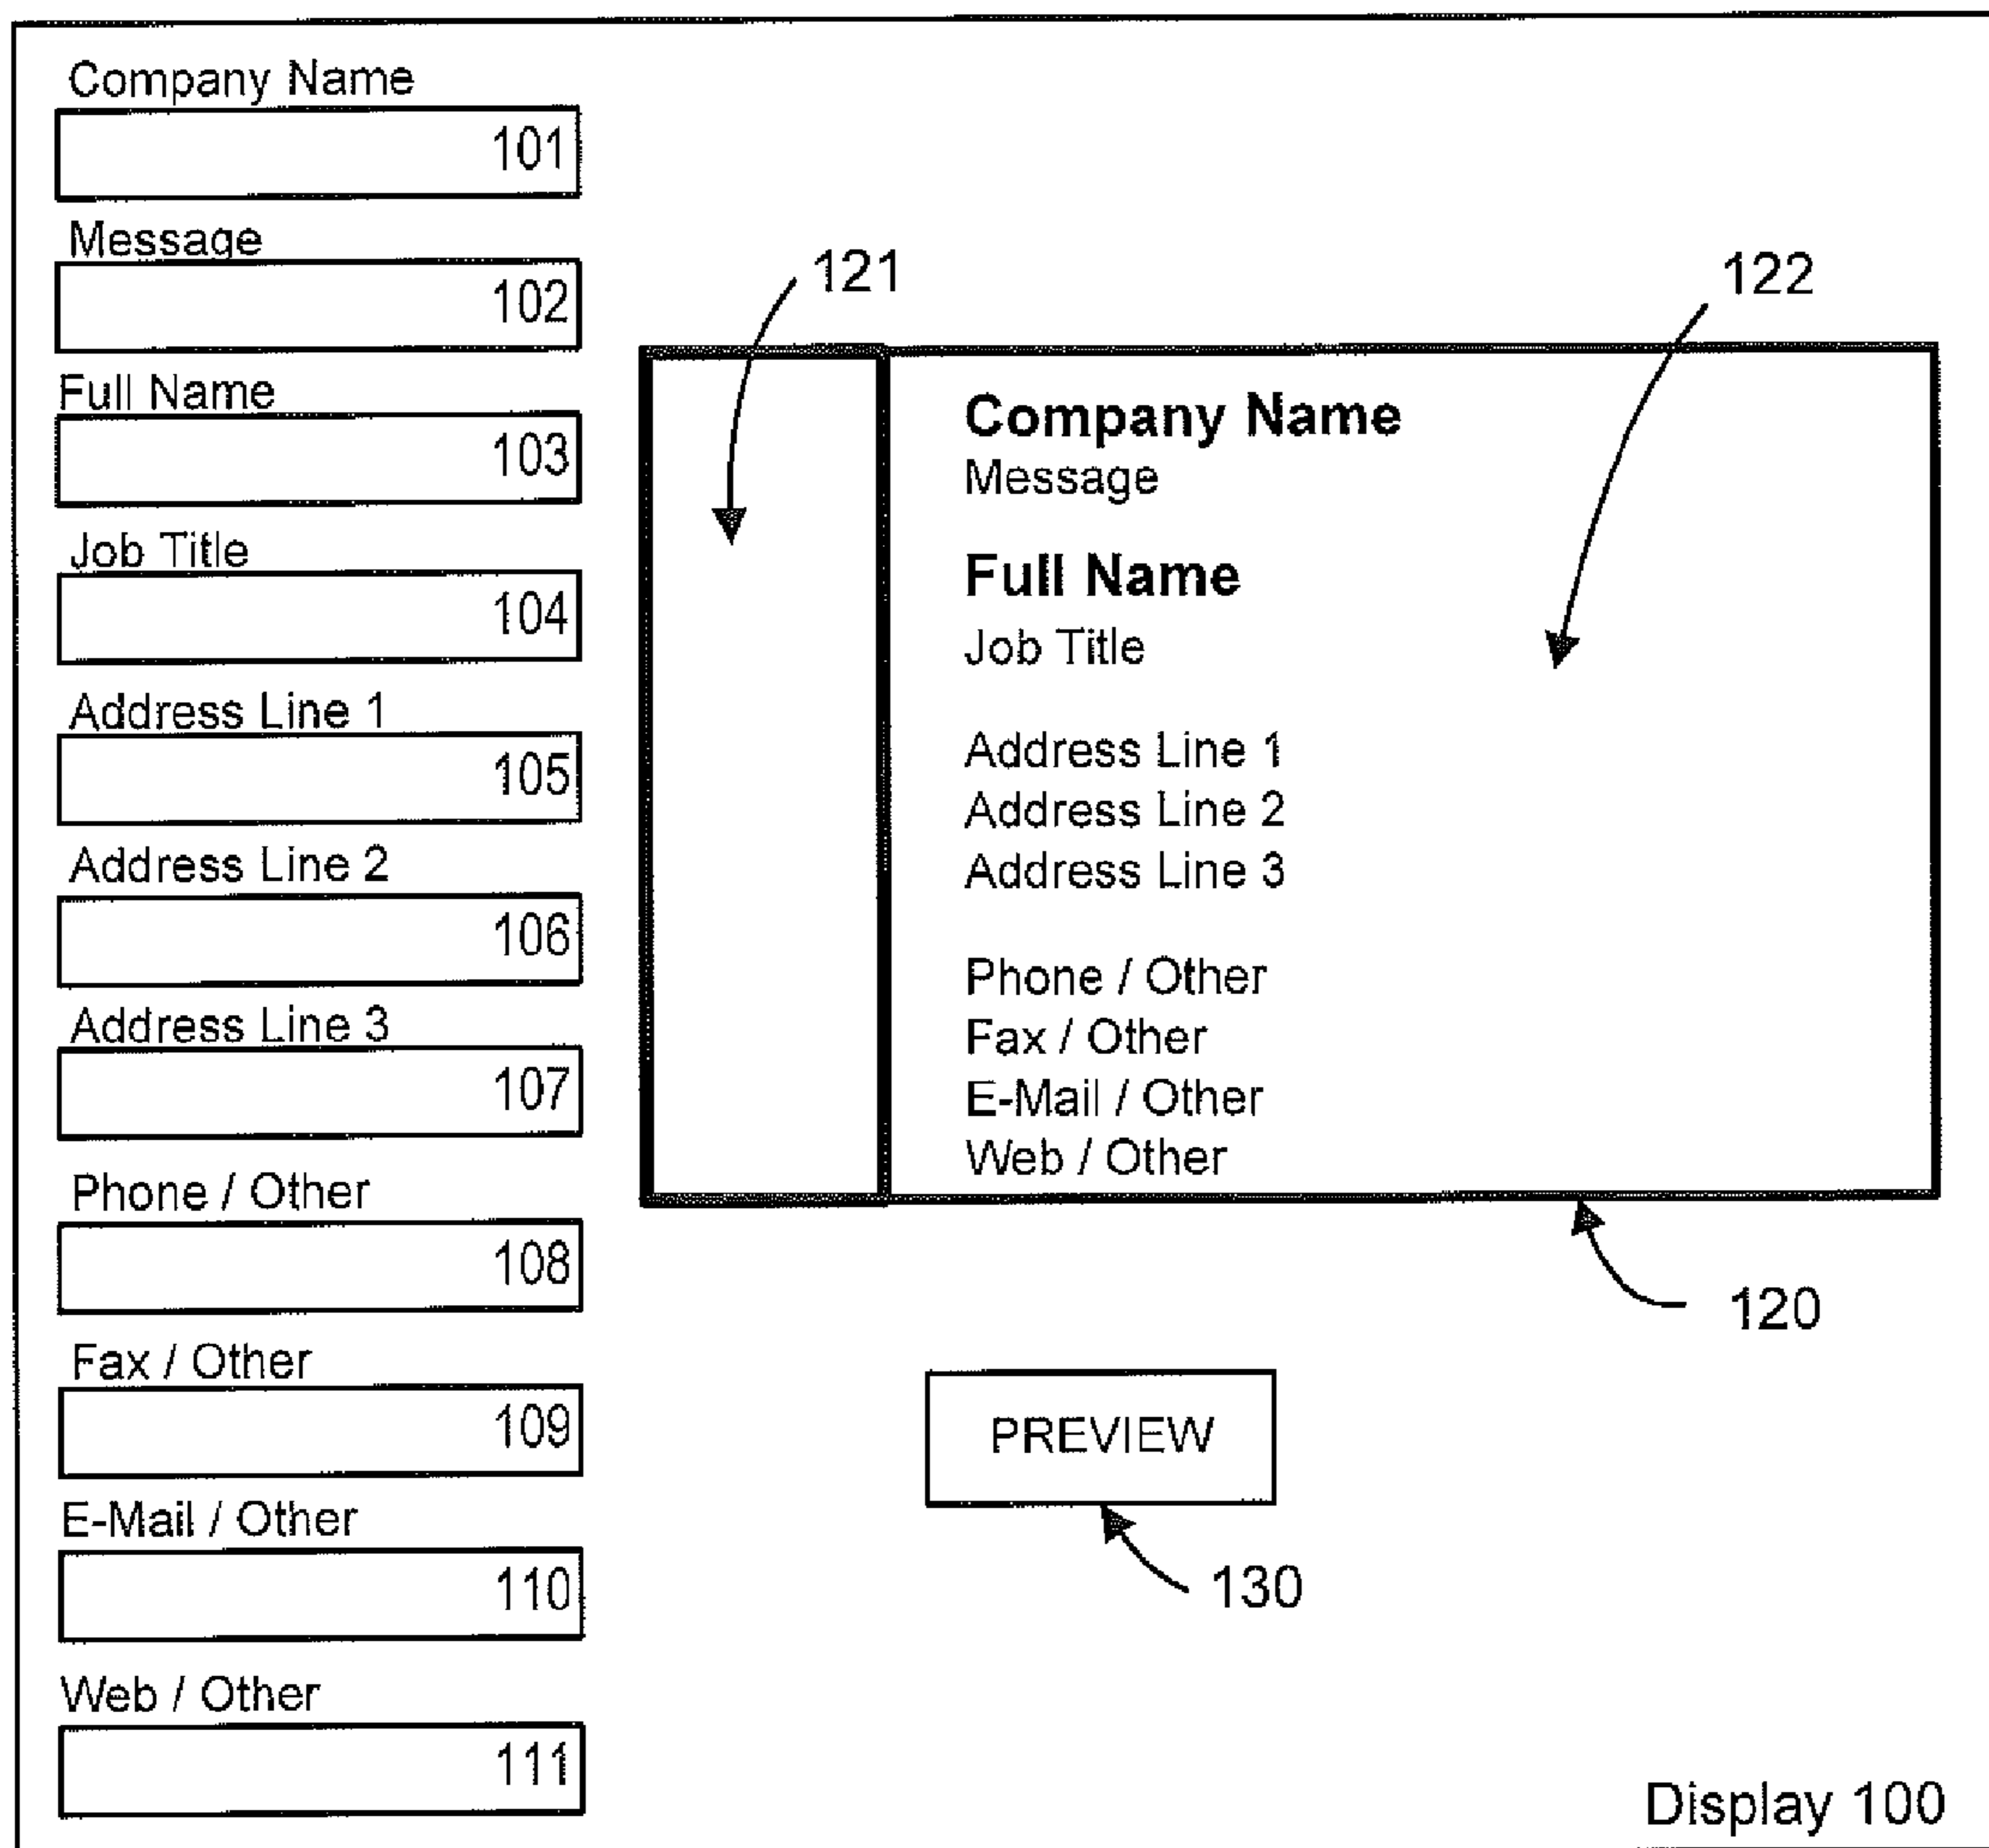 Company Name
101
Message
102
Full Name
103
Job Title
104
Address Line 1
105
Address Line 2
106
Address Line 3
107
Phone / Other
108
Fax / Other
109
E-Mail / Other
110
Web / Other
111
121
122
Company Name
Message
Full Name
Job Title
Address Line 1
Address Line 2
Address Line 3
Phone / Other
Fax / Other
E-Mail / Other
Web / Other
120
PREVIEW
130
Display 100